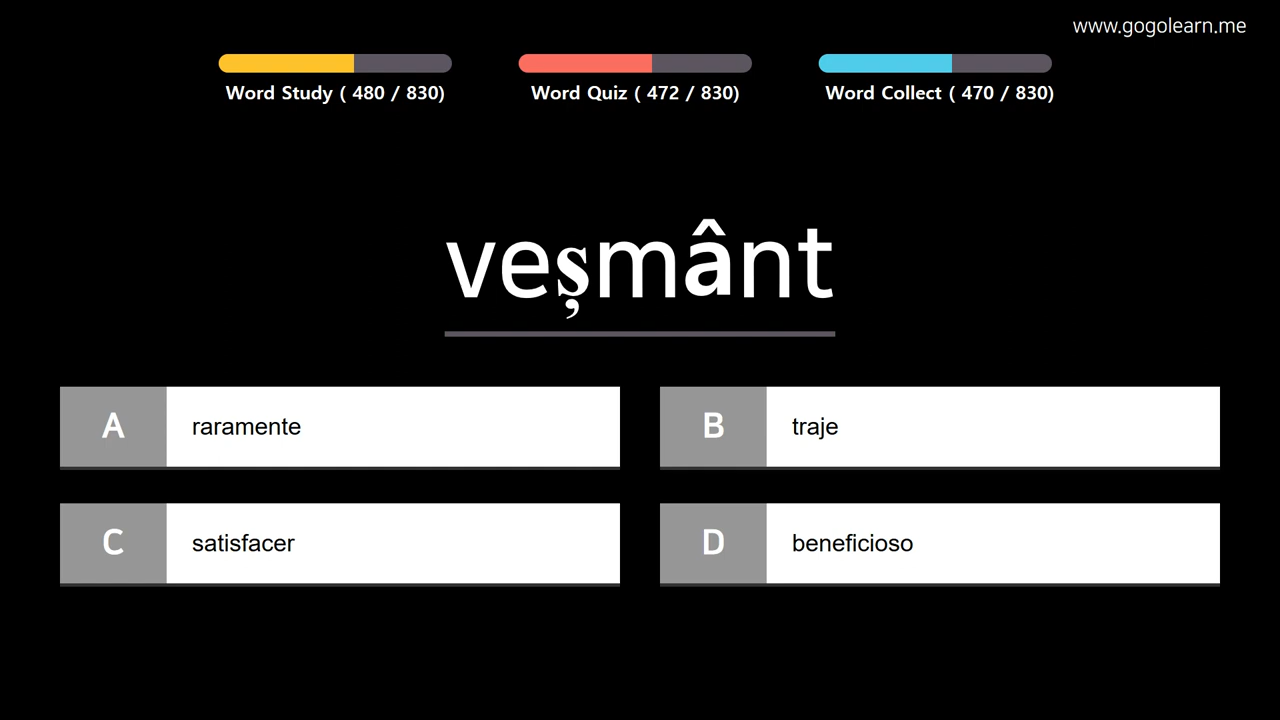 www.gogolearn.me
Word Study ( 480 / 830)
Word Quiz ( 472 / 830)
Word Collect ( 470 / 830)
veșmânt
A raramente
B traje
C satisfacer
D beneficioso